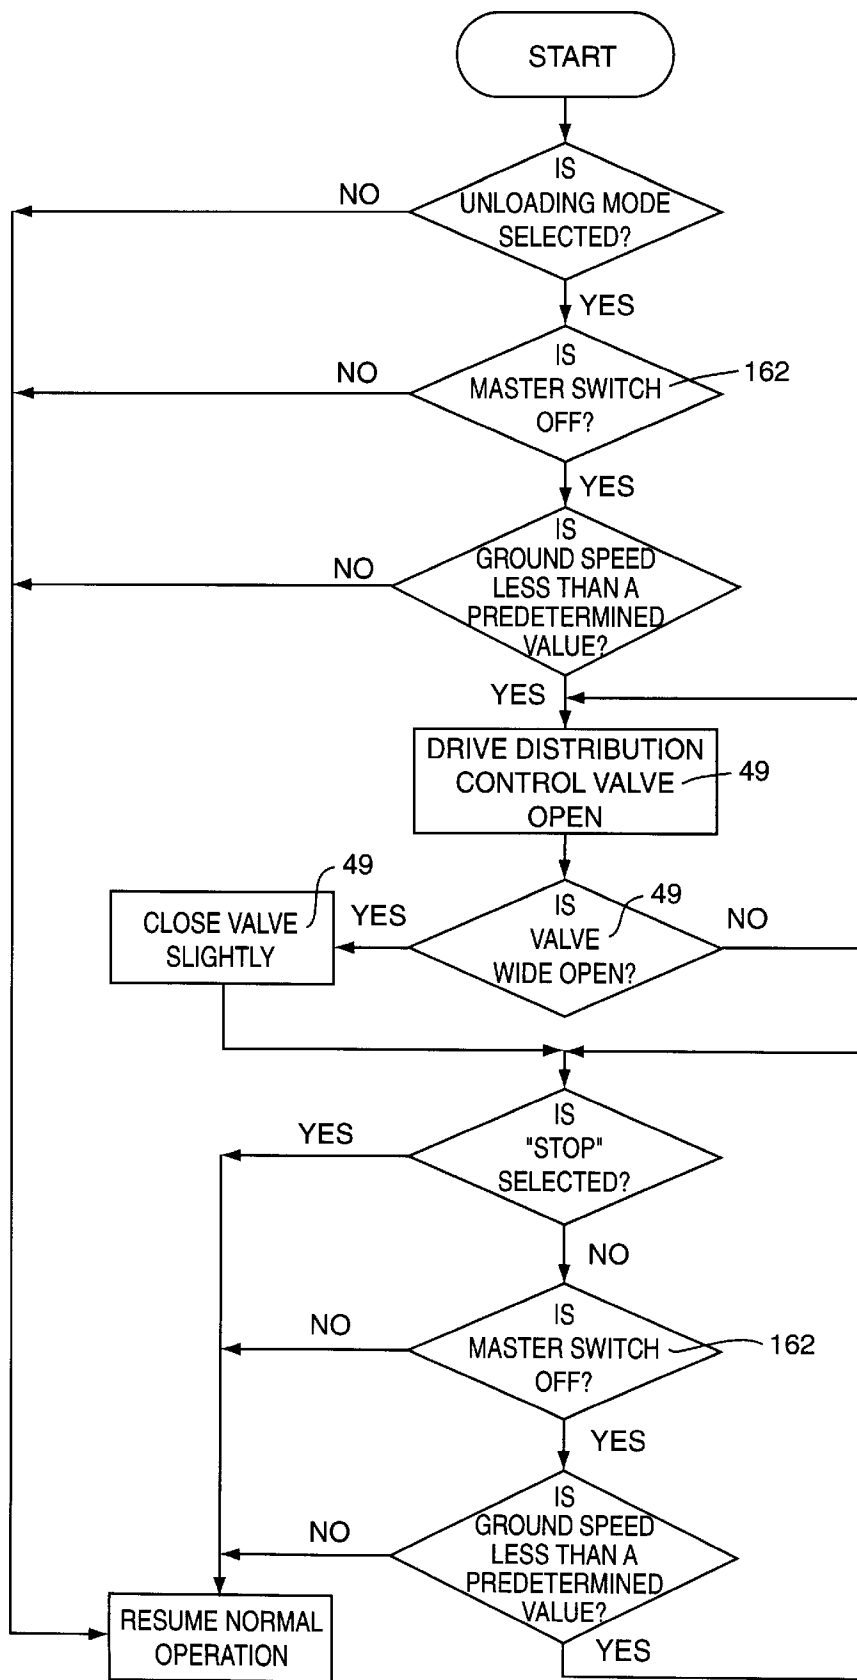 START
IS
UNLOADING MODE
SELECTED?
NO
YES
IS
MASTER SWITCH
OFF?
162
NO
YES
IS
GROUND SPEED
LESS THAN A
PREDETERMINED
VALUE?
NO
YES
DRIVE DISTRIBUTION
CONTROL VALVE
OPEN
49
IS
VALVE
WIDE OPEN?
49
YES
NO
CLOSE VALVE
SLIGHTLY
49
IS
"STOP"
SELECTED?
YES
NO
IS
MASTER SWITCH
OFF?
162
NO
YES
IS
GROUND SPEED
LESS THAN A
PREDETERMINED
VALUE?
NO
YES
RESUME NORMAL
OPERATION